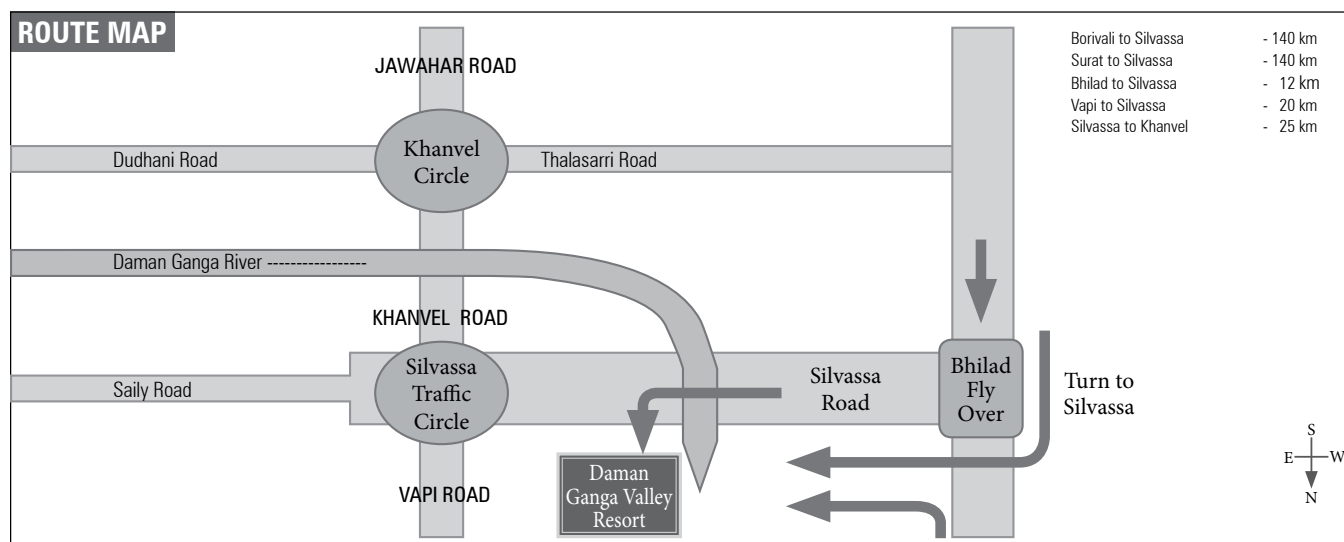 ROUTE MAP
JAWAHAR ROAD
Borivali to Silvassa - 140 km
Surat to Silvassa - 140 km
Bhilad to Silvassa - 12 km
Vapi to Silvassa - 20 km
Silvassa to Khanvel - 25 km
Dudhani Road
Khanvel
Circle
Thalasarri Road
Daman Ganga River -----------------
KHANVEL ROAD
Saily Road
Silvassa
Traffic
Circle
Silvassa
Road
Bhilad
Fly
Over
Turn to
Silvassa
VAPI ROAD
Daman
Ganga Valley
Resort
S
E W
N